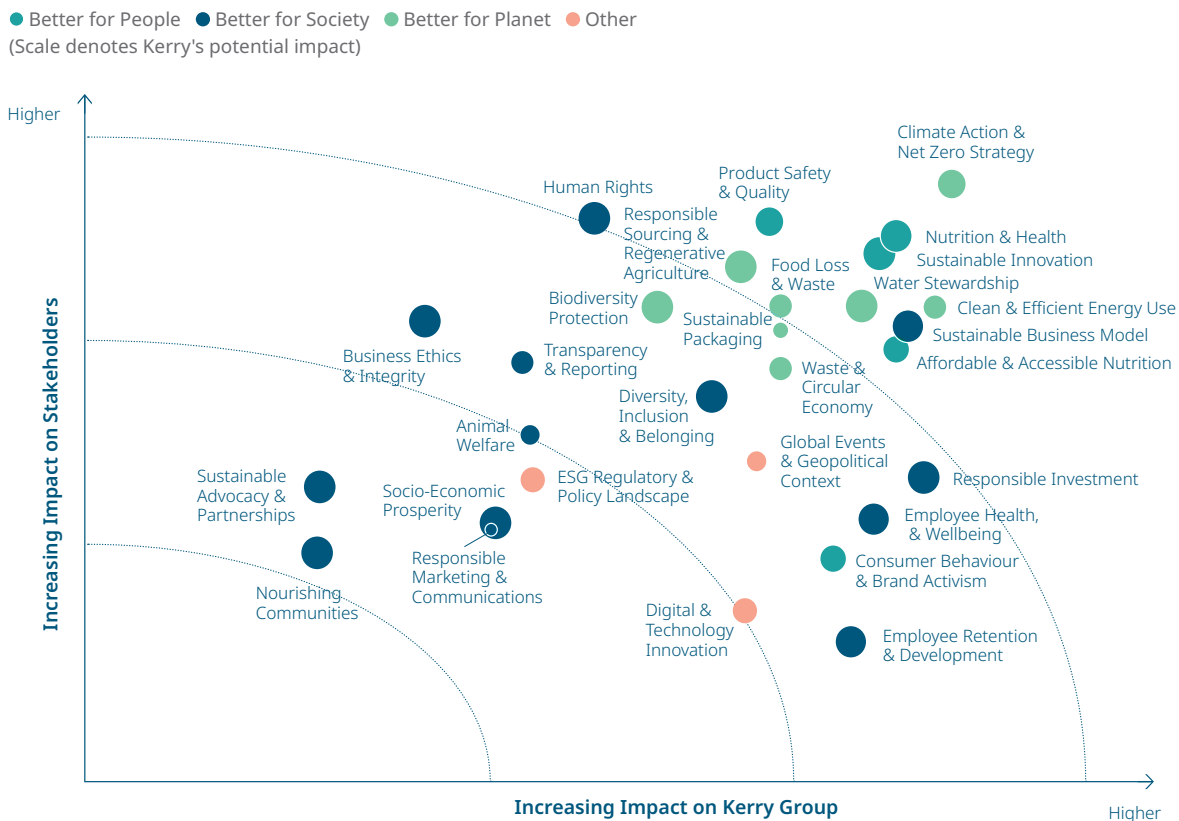 Better for People Better for Society Better for Planet Other
(Scale denotes Kerry's potential impact)
Higher
Climate Action &
Net Zero Strategy
Product Safety
& Quality
Human Rights
Responsible
Sourcing &
Regenerative
Agriculture
Nutrition & Health
Sustainable Innovation
Food Loss
& Waste
Water Stewardship
Biodiversity
Protection
Clean & Efficient Energy Use
Sustainable
Packaging
Sustainable Business Model
Business Ethics
& Integrity
Transparency
& Reporting
Affordable & Accessible Nutrition
Waste &
Circular
Economy
Diversity,
Inclusion
& Belonging
Animal
Welfare
Global Events
& Geopolitical
Context
Sustainable
Advocacy &
Partnerships
Socio-Economic
Prosperity
ESG Regulatory &
Policy Landscape
Responsible Investment
Employee Health,
& Wellbeing
Responsible
Marketing &
Communications
Consumer Behaviour
& Brand Activism
Nourishing
Communities
Digital &
Technology
Innovation
Employee Retention
& Development
Increasing Impact on Stakeholders
Increasing Impact on Kerry Group
Higher